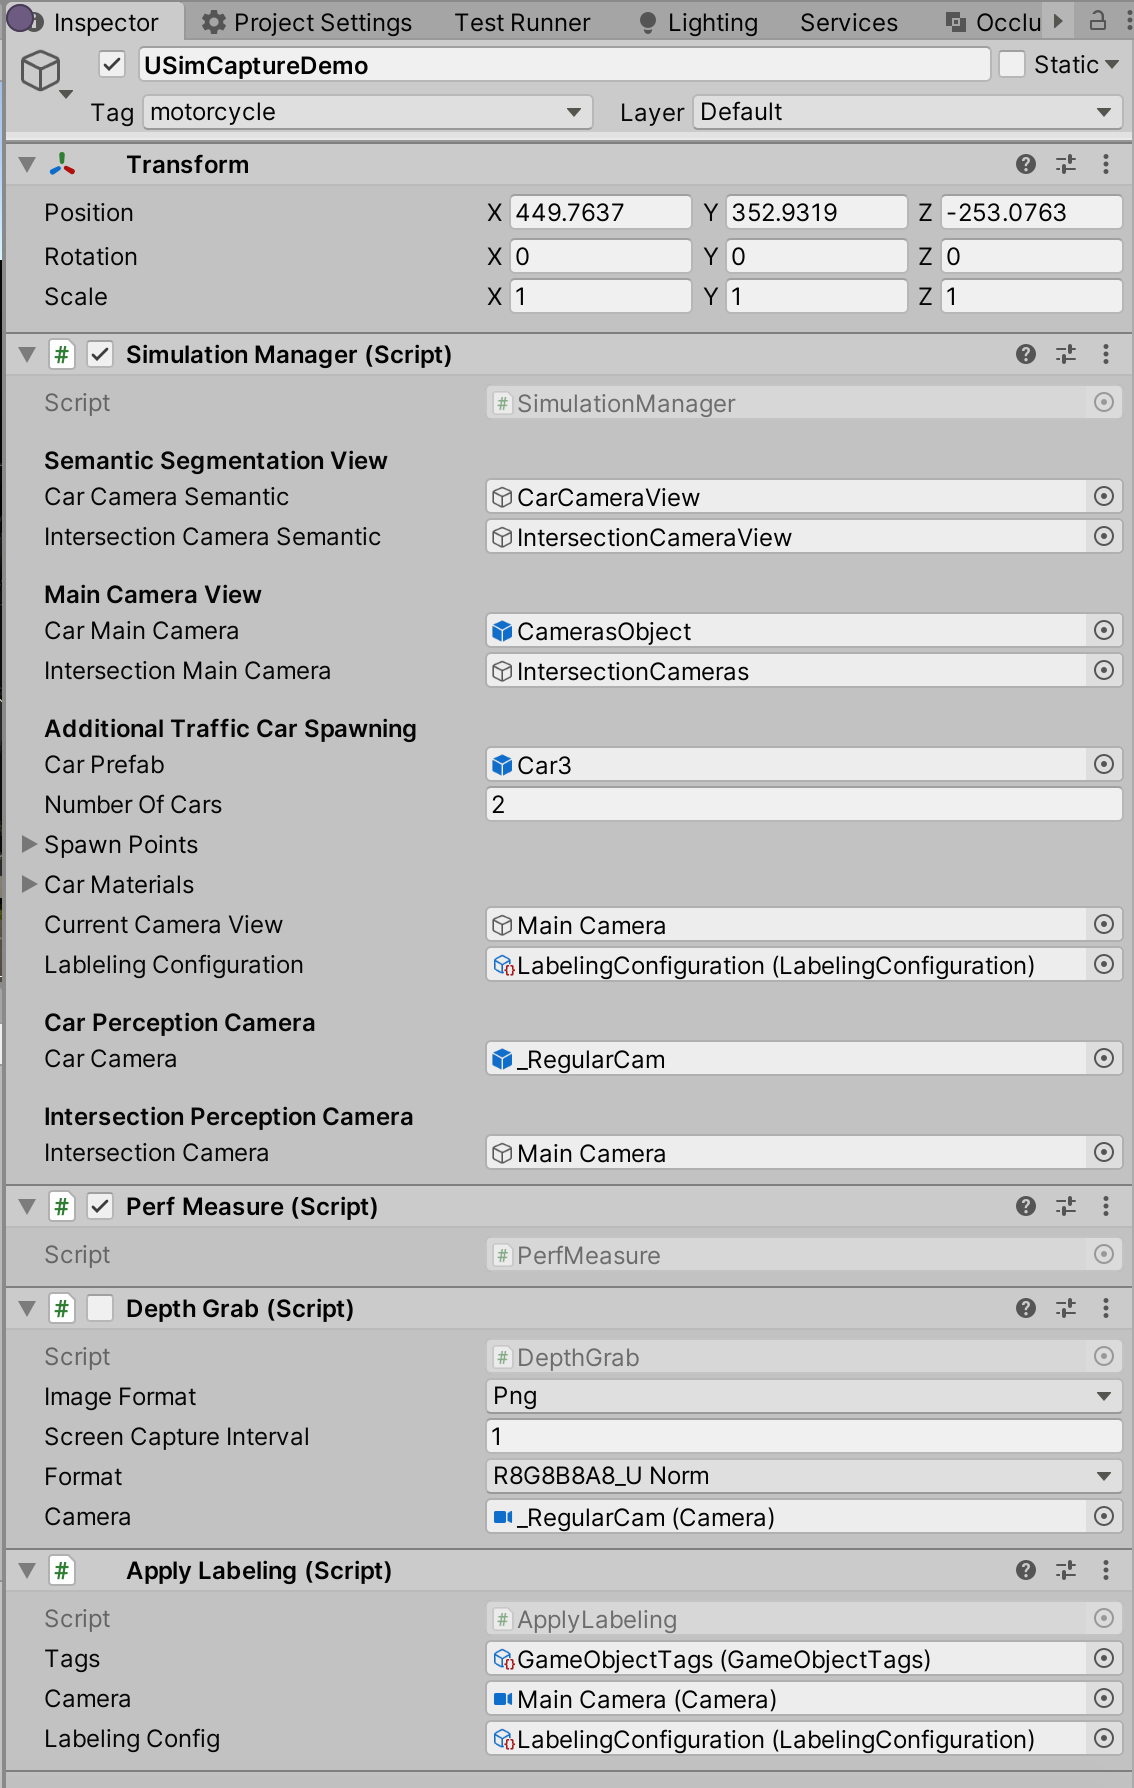 Inspector Project Settings Test Runner Lighting Services Occlu
USimCaptureDemo Static
Tag motorcycle Layer Default
Transform
Position X 449.7637 Y 352.9319 Z -253.0763
Rotation X 0 Y 0 Z 0
Scale X 1 Y 1 Z 1
# Simulation Manager (Script)
Script # SimulationManager
Semantic Segmentation View
Car Camera Semantic CarCameraView
Intersection Camera Semantic IntersectionCameraView
Main Camera View
Car Main Camera CamerasObject
Intersection Main Camera IntersectionCameras
Additional Traffic Car Spawning
Car Prefab Car3
Number Of Cars 2
Spawn Points
Car Materials
Current Camera View Main Camera
Lableling Configuration LabelingConfiguration (LabelingConfiguration)
Car Perception Camera
Car Camera _RegularCam
Intersection Perception Camera
Intersection Camera Main Camera
# Perf Measure (Script)
Script # PerfMeasure
# Depth Grab (Script)
Script # DepthGrab
Image Format Png
Screen Capture Interval 1
Format R8G8B8A8_U Norm
Camera _RegularCam (Camera)
# Apply Labeling (Script)
Script # ApplyLabeling
Tags GameObjectTags (GameObjectTags)
Camera Main Camera (Camera)
Labeling Config LabelingConfiguration (LabelingConfiguration)